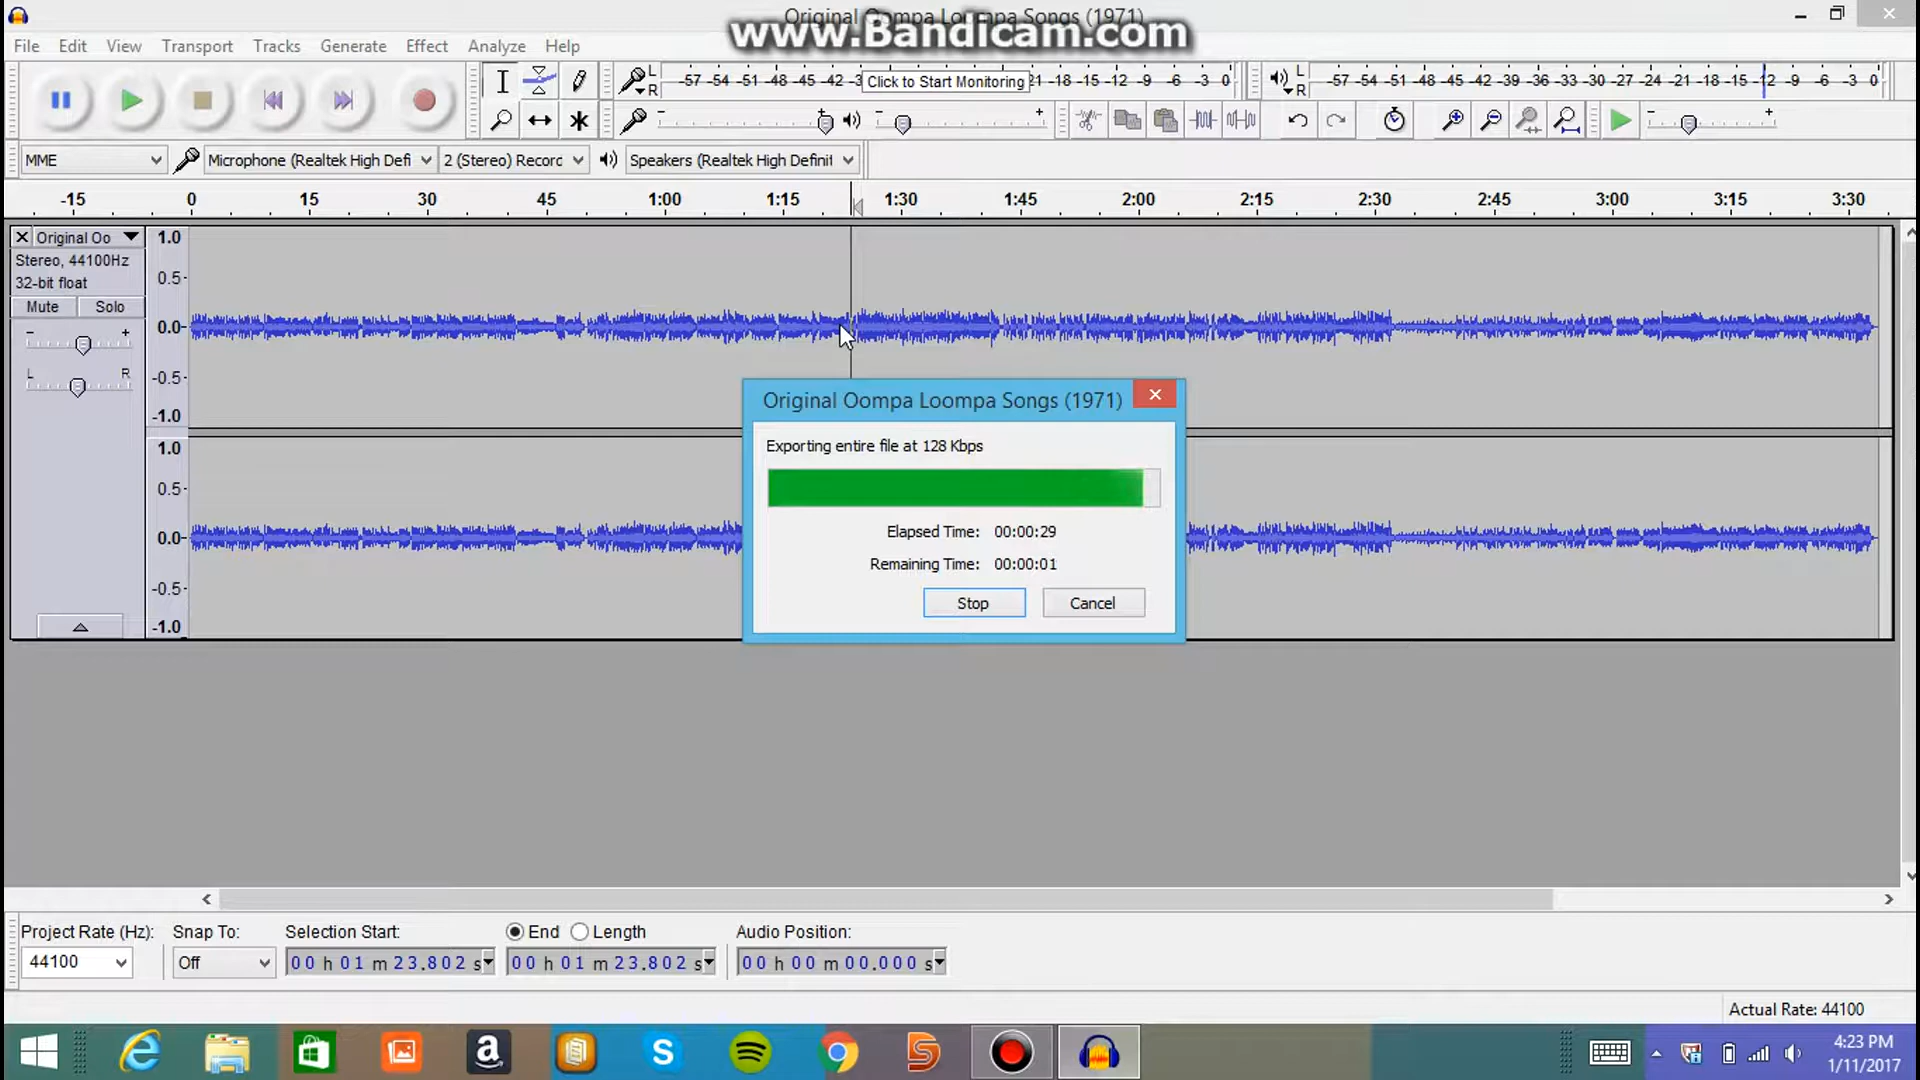 Original Oompa Loompa Songs (1971)
www.Bandicam.com
File Edit View Transport Tracks Generate Effect Analyze Help
L R -57 -54 -51 -48 -45 -42 -3 Click to Start Monitoring 21 -18 -15 -12 -9 -6 -3 0 L R -57 -54 -51 -48 -45 -42 -39 -36 -33 -30 -27 -24 -21 -18 -15 -12 -9 -6 -3 0
MME Microphone (Realtek High Defi 2 (Stereo) Recorc Speakers (Realtek High Definit
-15 0 15 30 45 1:00 1:15 1:30 1:45 2:00 2:15 2:30 2:45 3:00 3:15 3:30
Original Oo 1.0
Stereo, 44100Hz
32-bit float
0.5
Mute Solo
0.0
L R
-0.5
-1.0
1.0
0.5
0.0
-0.5
-1.0
Original Oompa Loompa Songs (1971)
Exporting entire file at 128 Kbps
Elapsed Time: 00:00:29
Remaining Time: 00:00:01
Stop Cancel
Project Rate (Hz): Snap To: Selection Start: End Length Audio Position:
44100 Off 00 h 01 m 23.802 s 00 h 01 m 23.802 s 00 h 00 m 00.000 s
Actual Rate: 44100
4:23 PM
1/11/2017